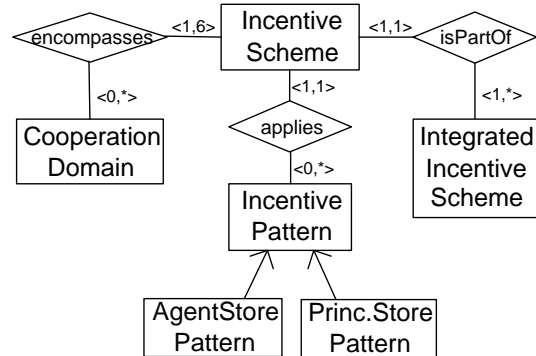 encompasses
<1,6>
Incentive
Scheme
<1,1>
isPartOf
<0,*>
<1,1>
<1,*>
Cooperation
Domain
applies
Integrated
Incentive
Scheme
<0,*>
Incentive
Pattern
AgentStore
Pattern
Princ.Store
Pattern